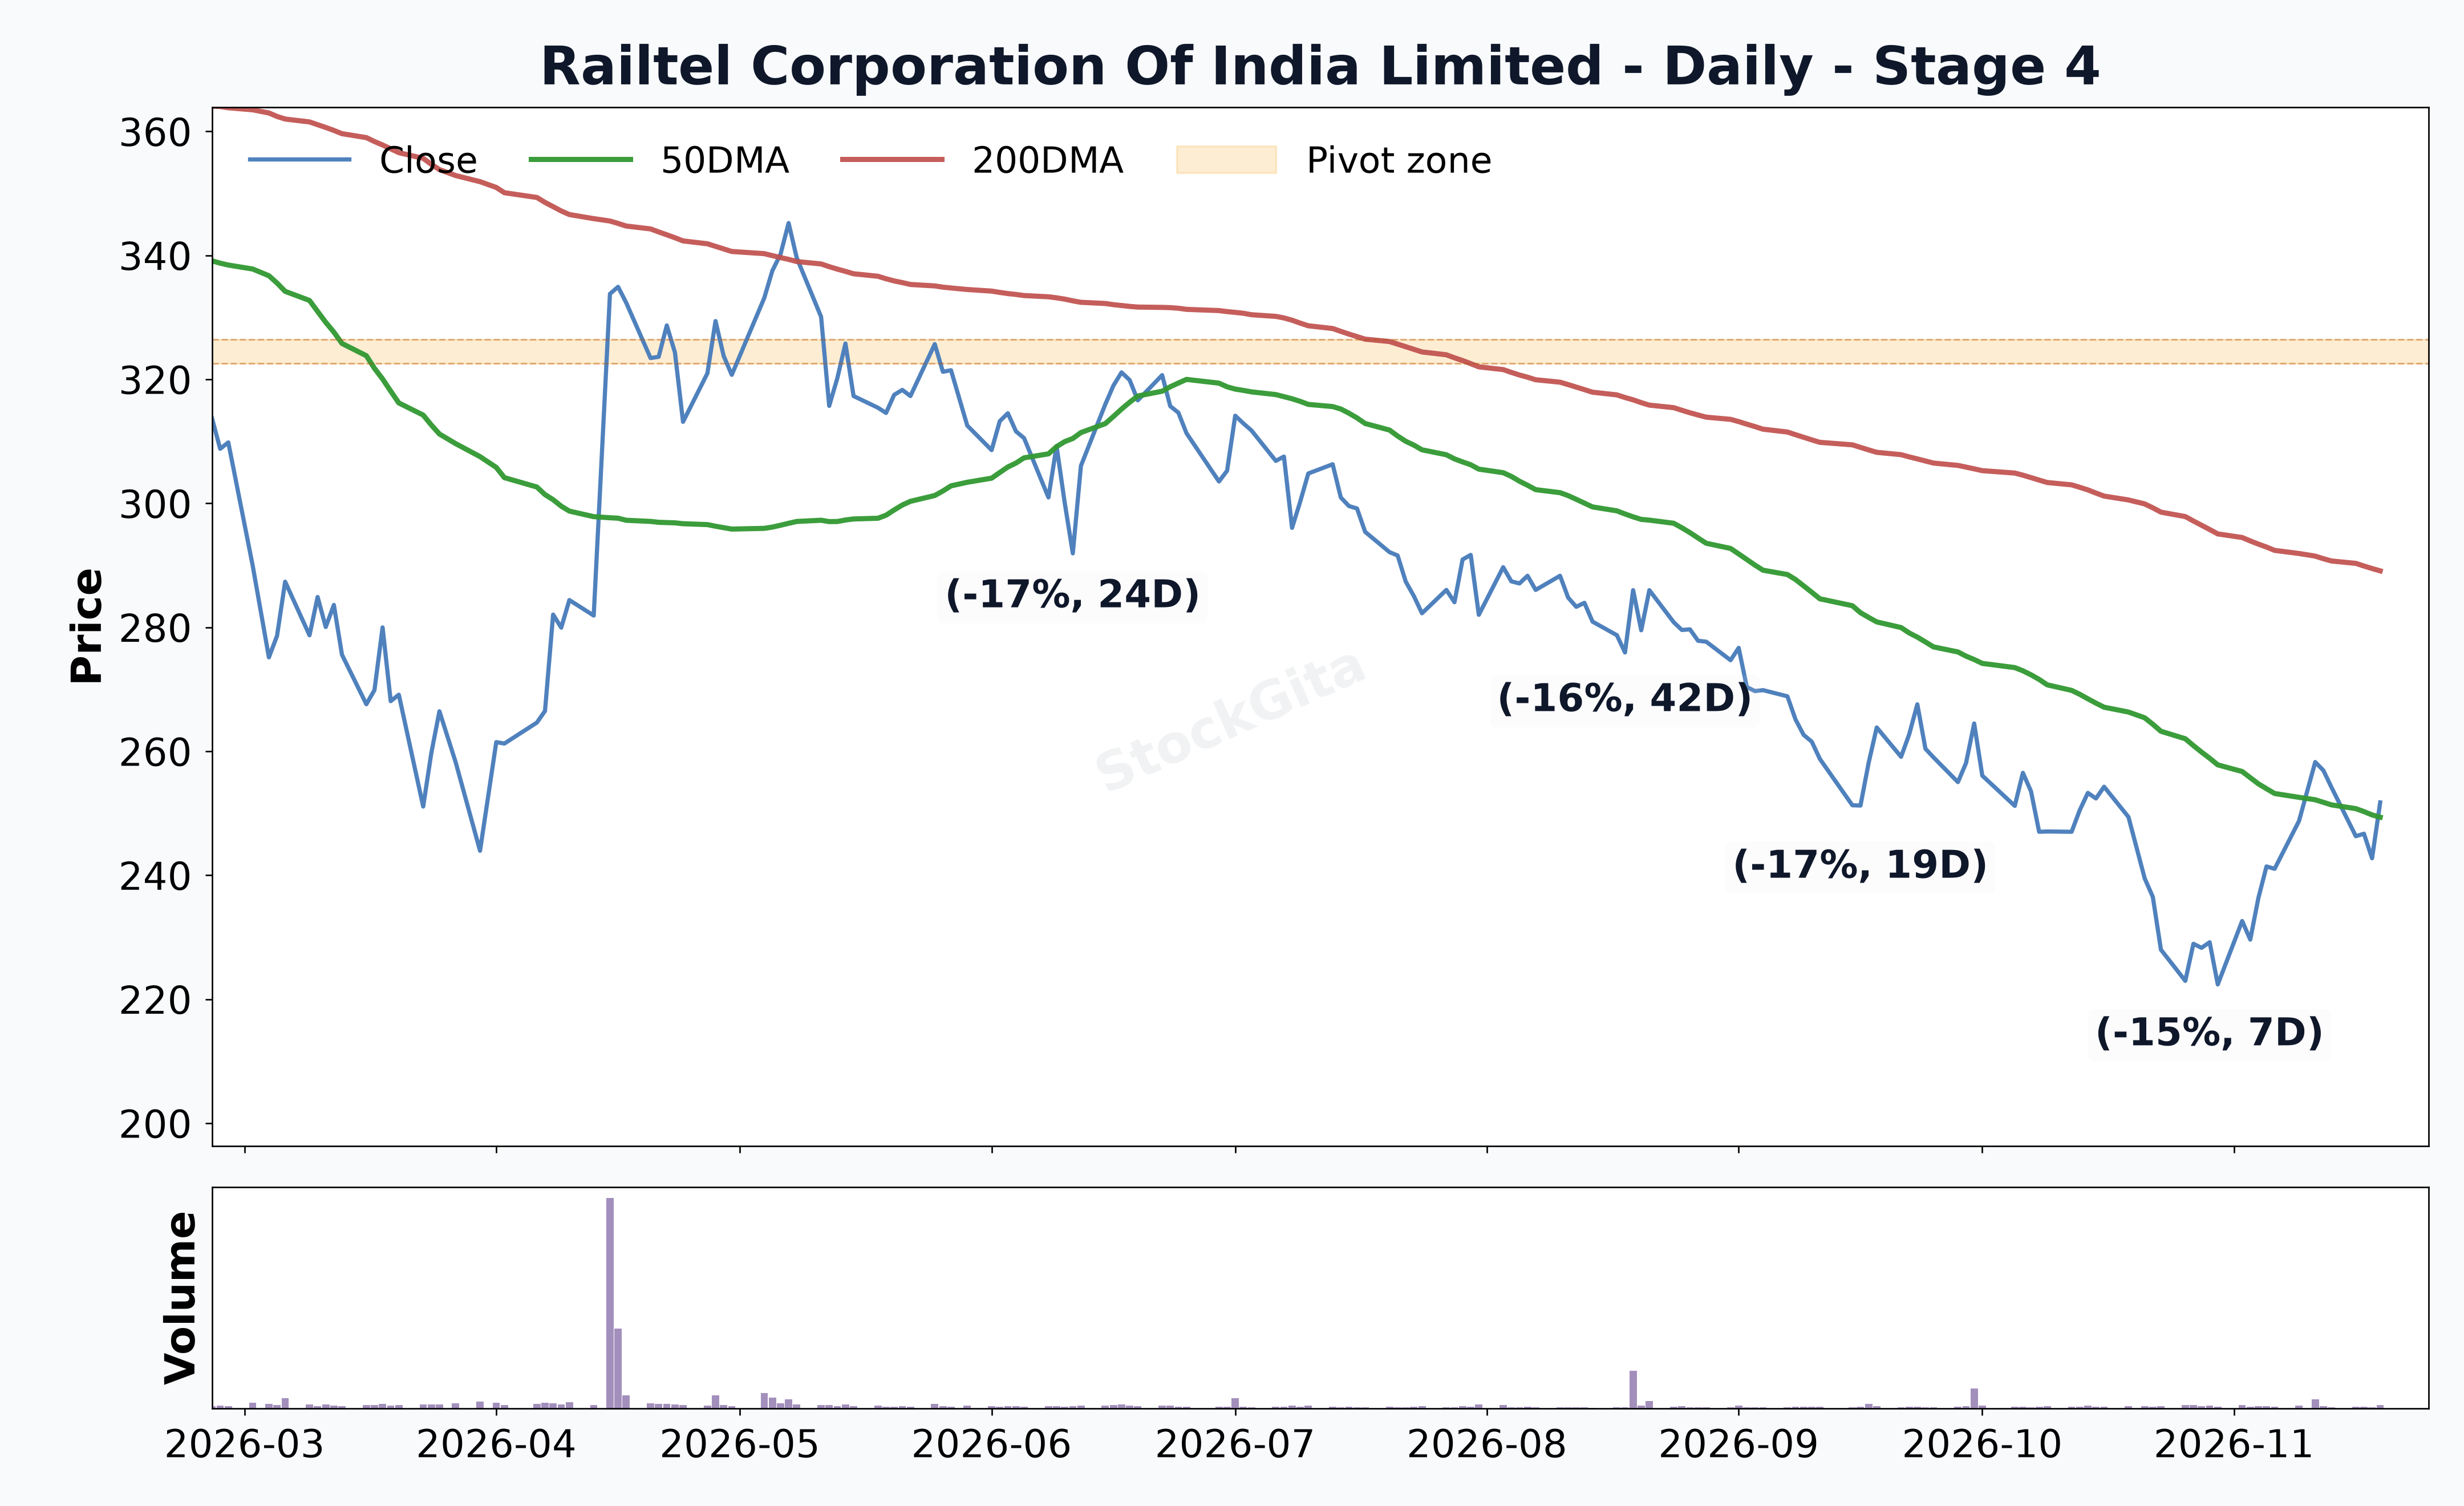 Railtel Corporation Of India Limited - Daily - Stage 4
Close 50DMA 200DMA Pivot zone
Price
360
340
320
300
280
260
240
220
200
(-17%, 24D)
(-16%, 42D)
(-17%, 19D)
(-15%, 7D)
StockGita
Volume
2026-03 2026-04 2026-05 2026-06 2026-07 2026-08 2026-09 2026-10 2026-11